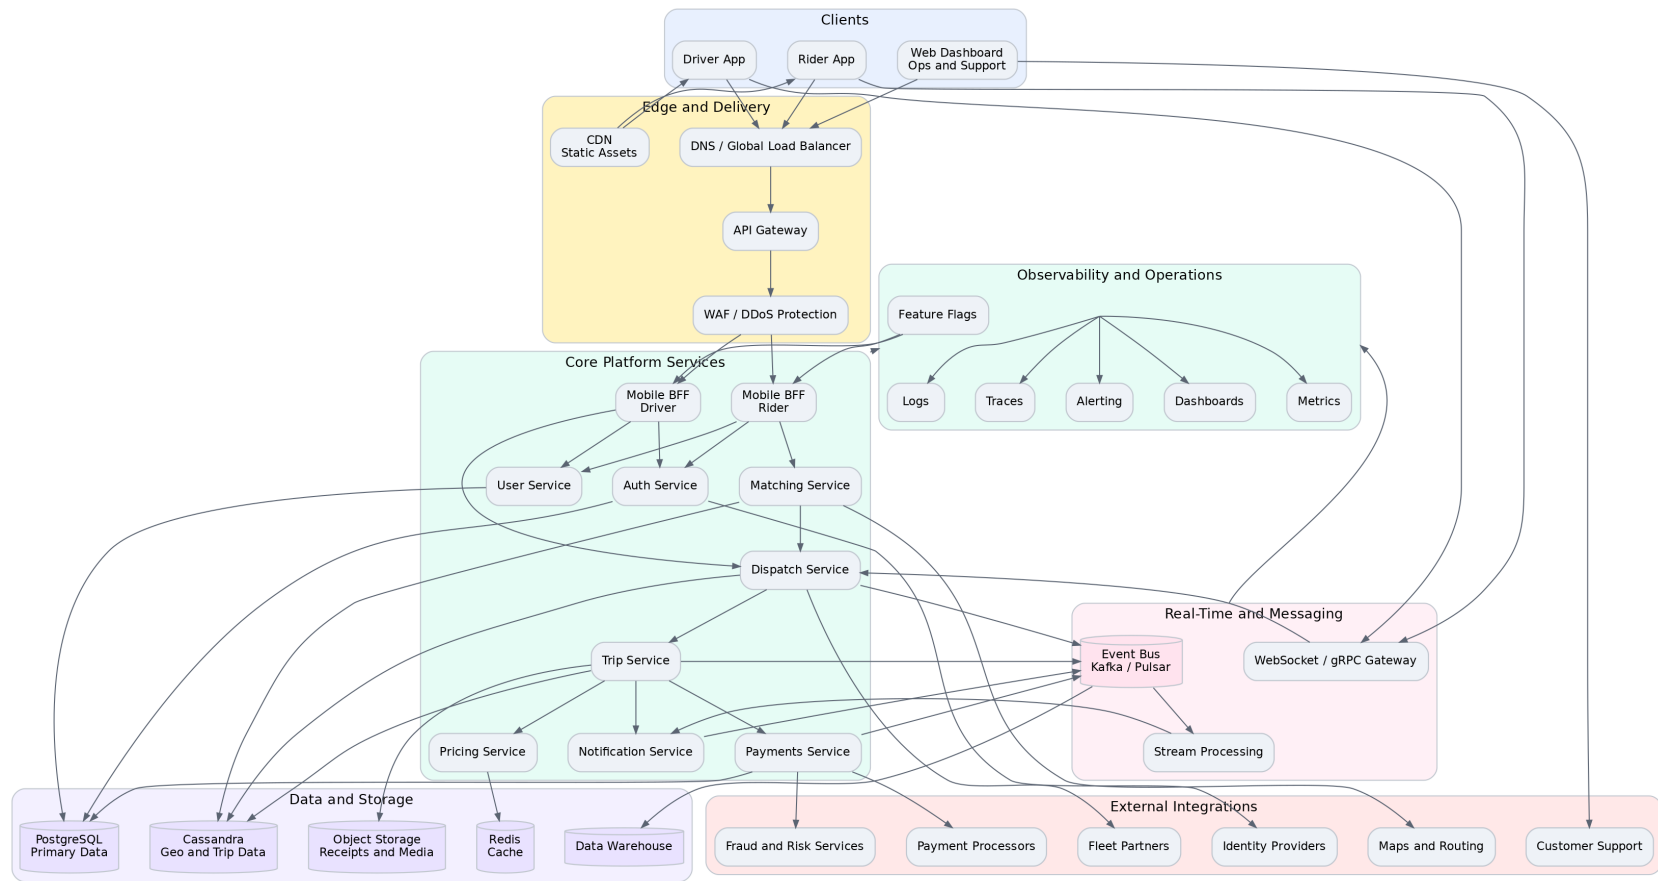 Clients
Driver App
Rider App
Web Dashboard
Ops and Support
Edge and Delivery
CDN
Static Assets
DNS / Global Load Balancer
API Gateway
WAF / DDoS Protection
Observability and Operations
Feature Flags
Logs
Traces
Alerting
Dashboards
Metrics
Core Platform Services
Mobile BFF
Driver
Mobile BFF
Rider
User Service
Auth Service
Matching Service
Dispatch Service
Trip Service
Pricing Service
Notification Service
Payments Service
Real-Time and Messaging
Event Bus
Kafka / Pulsar
WebSocket / gRPC Gateway
Stream Processing
Data and Storage
PostgreSQL
Primary Data
Cassandra
Geo and Trip Data
Object Storage
Receipts and Media
Redis
Cache
Data Warehouse
External Integrations
Fraud and Risk Services
Payment Processors
Fleet Partners
Identity Providers
Maps and Routing
Customer Support